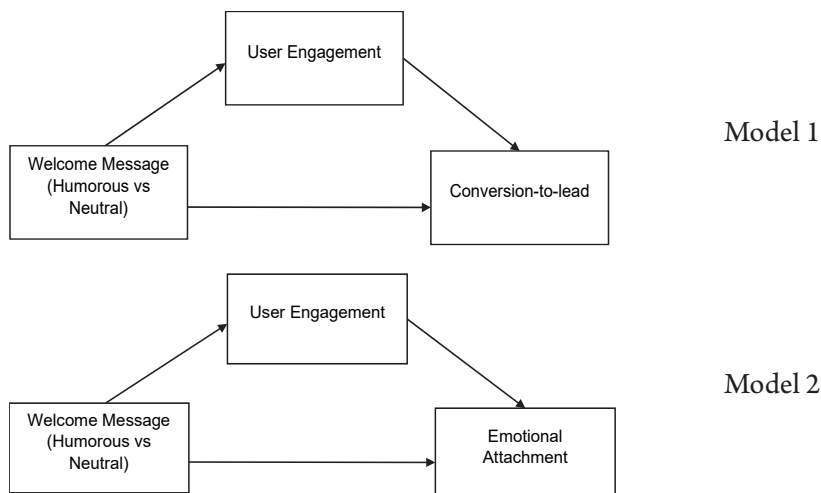 User Engagement
Model 1
Welcome Message
(Humorous vs
Neutral)
Conversion-to-lead
User Engagement
Model 2
Welcome Message
(Humorous vs
Neutral)
Emotional
Attachment